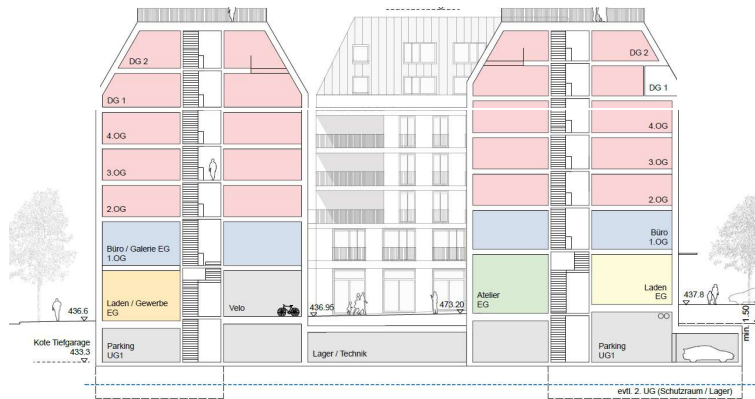 DG 2
DG 1
4.OG
3.OG
2.OG
Büro / Galerie EG
1.OG
Laden / Gewerbe
EG
Velo
436.6
Kote Tiefgarage
433.3
Parking
UG1
436.95
473.20
Lager / Technik
DG 2
DG 1
4.OG
3.OG
2.OG
Büro
1.OG
Atelier
EG
Laden
EG
437.8
min. 1.50
Parking
UG1
evtl. 2. UG (Schutzraum / Lager)